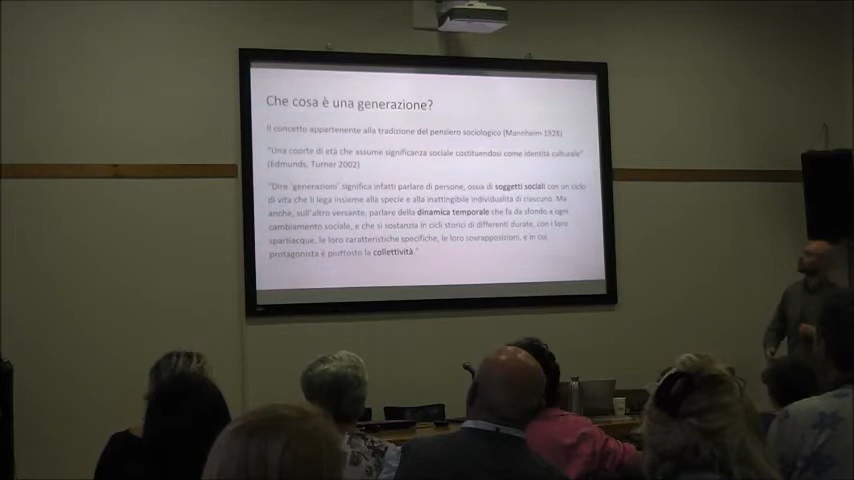 Che cosa è una generazione?
Il concetto appartenente alla tradizione del pensiero sociologico (Mannheim 1928)
"Una coorte di età che assume significanza sociale costituendosi come identità culturale"
(Edmunds, Turner 2002)
"Dire 'generazioni' significa infatti parlare di persone, ossia di soggetti sociali con un ciclo
di vita che li lega insieme alla specie e alla inattingibile individualità di ciascuno. Ma
anche, sull'altro versante, parlare della dinamica temporale che fa da sfondo a ogni
cambiamento sociale, e che si sostanzia in cicli storici di differenti durate, con i loro
spartiacque, le loro caratteristiche specifiche, le loro sovrapposizioni, e in cui
protagonista è piuttosto la collettività."